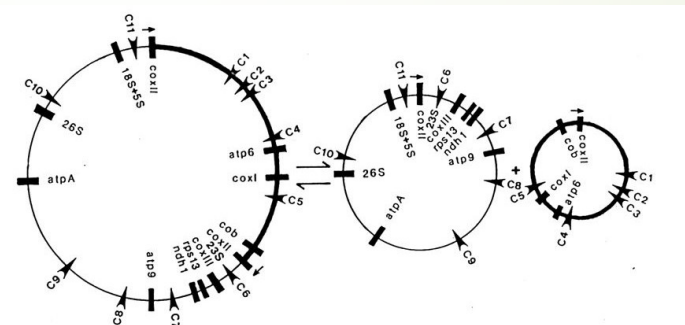 C11
coxII
18S+5S
C1
C2
C3
C10
26S
C4
atp6
coxI
C5
atpA
cob
coxII
23S
coxIII
rps13
ndh1
C6
atp9
C9
C8
C11
coxII
18S+5S
C6
23S
coxIII
rps13
ndh1
C7
atp9
C10
26S
C8
atpA
C9
+
cob
coxII
C1
C2
C3
C5
coxI
atp6
C4